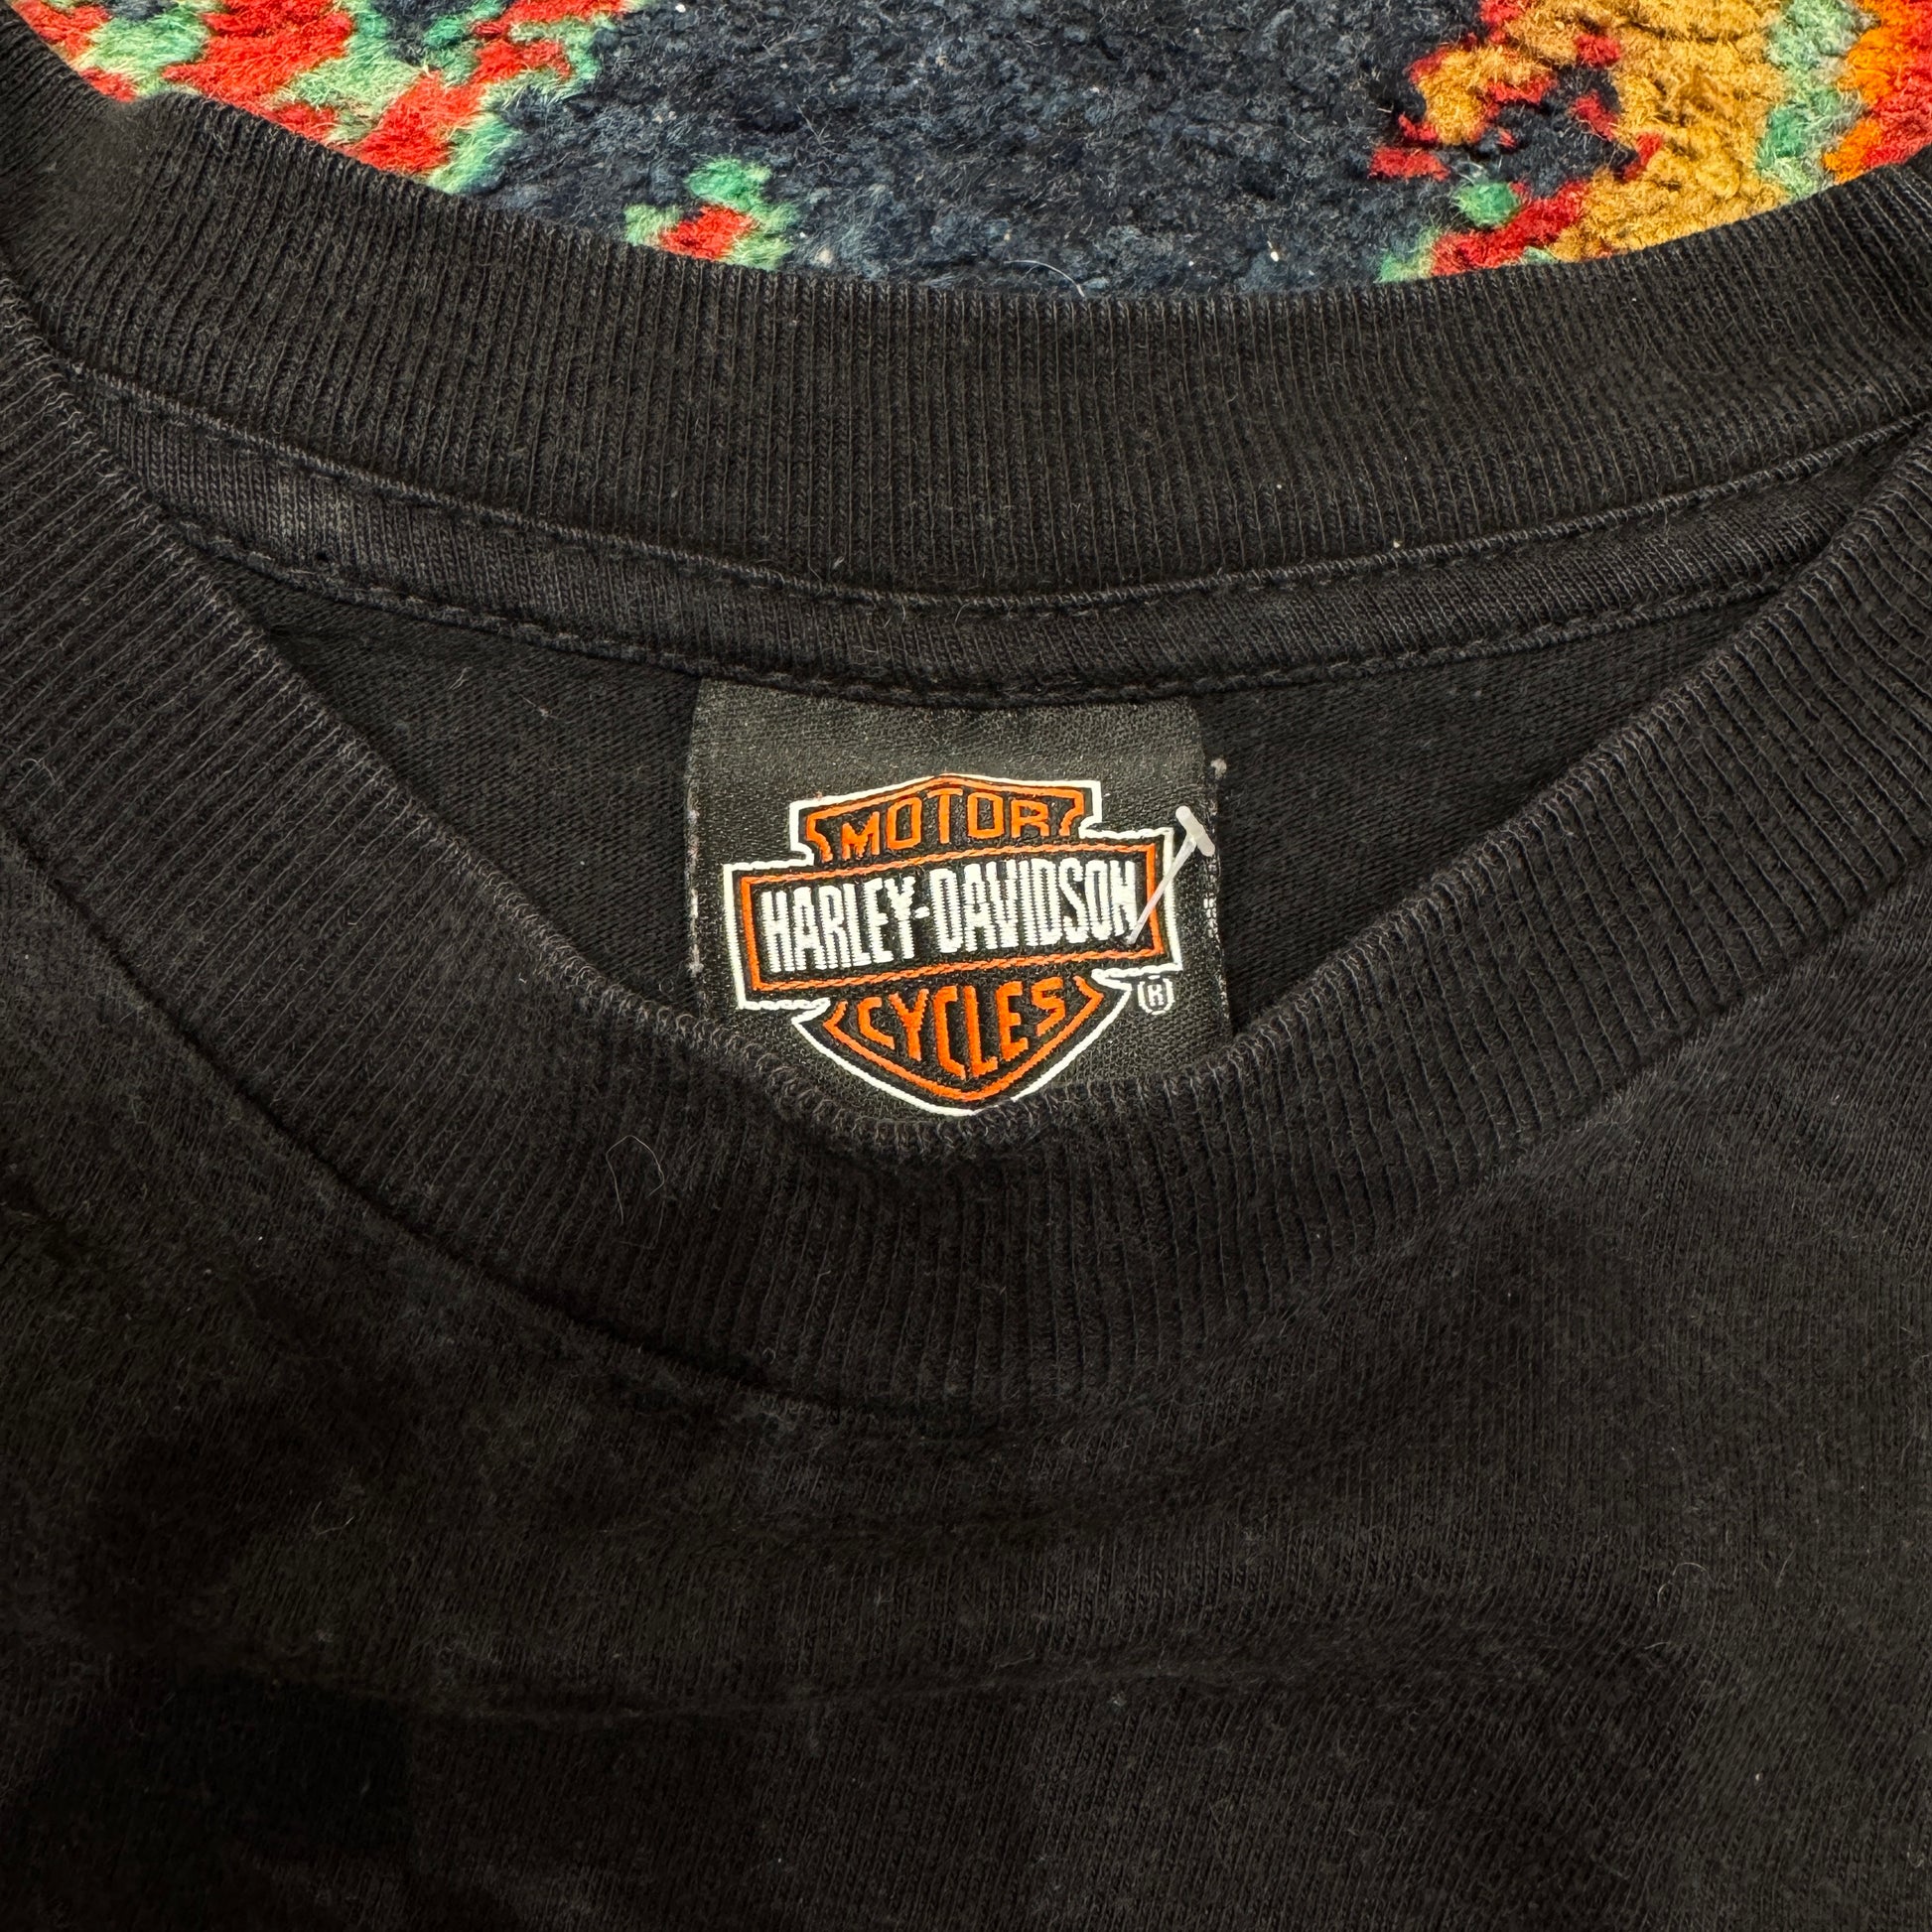 MOTOR
HARLEY-DAVIDSON
CYCLES
®